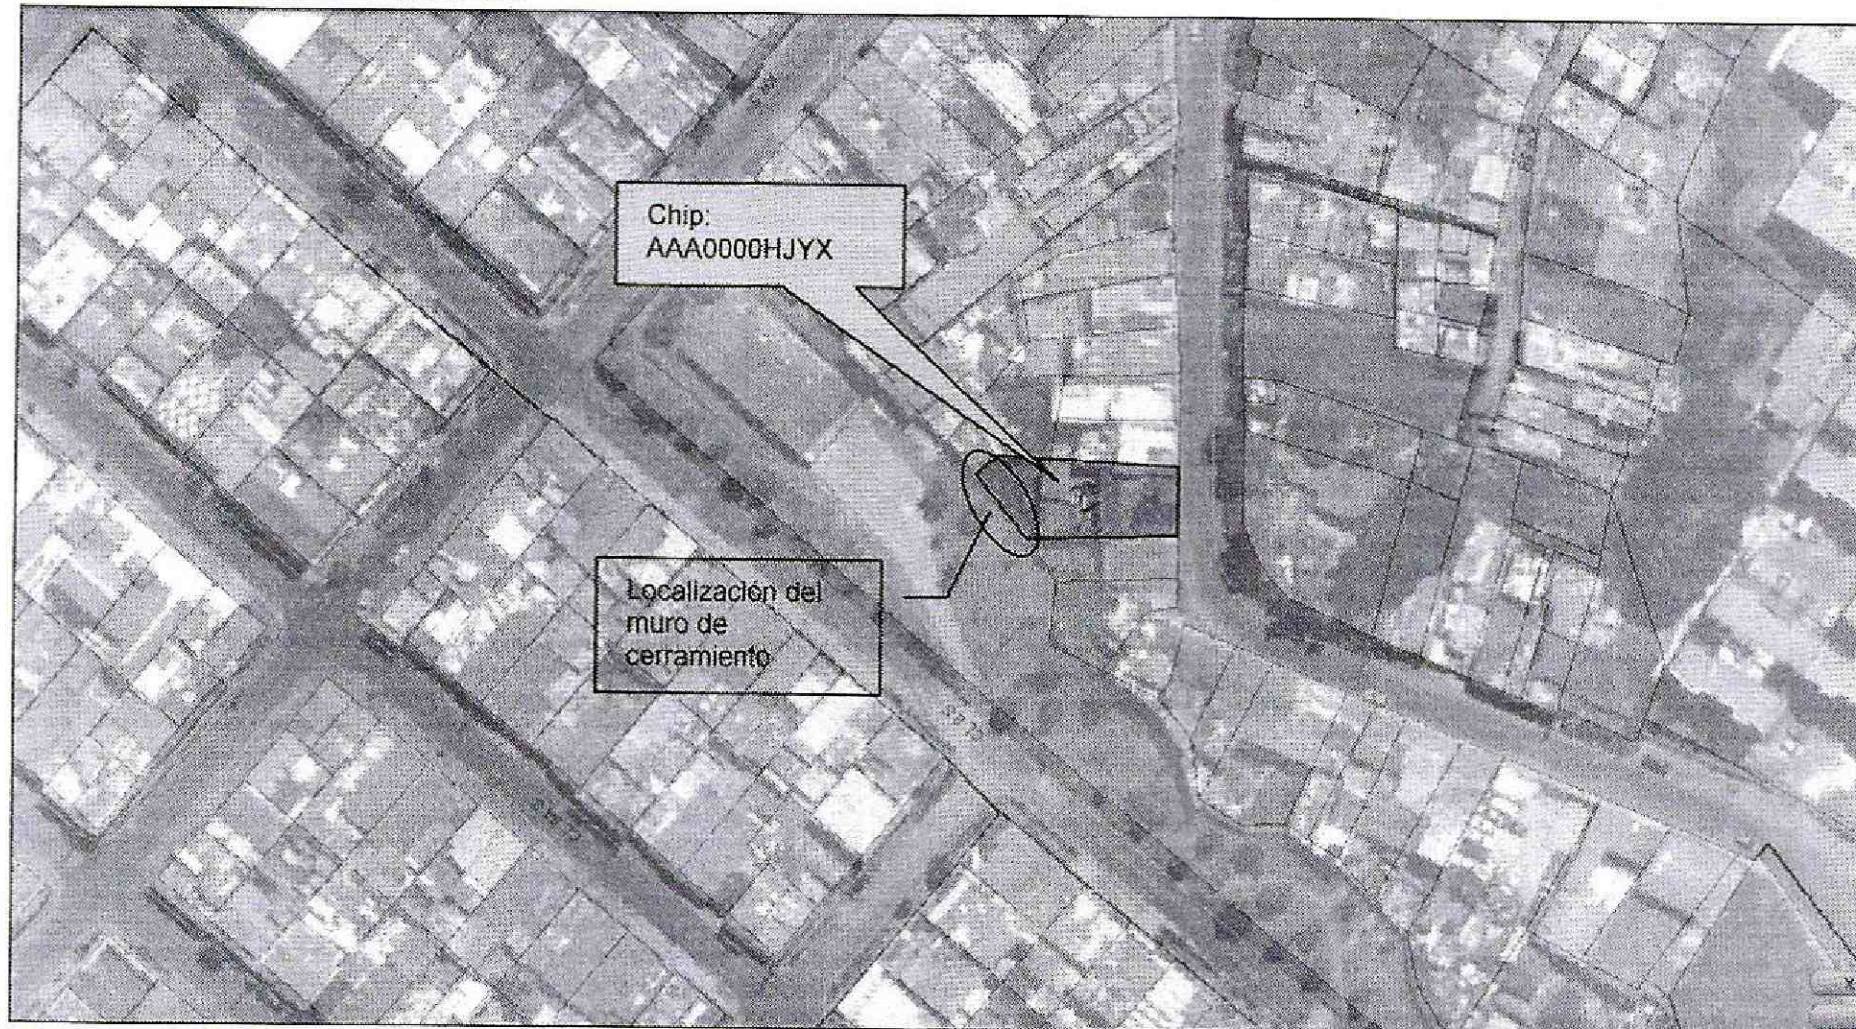 Chip:
AAA0000HJYX
Localización del
muro de
cerramiento